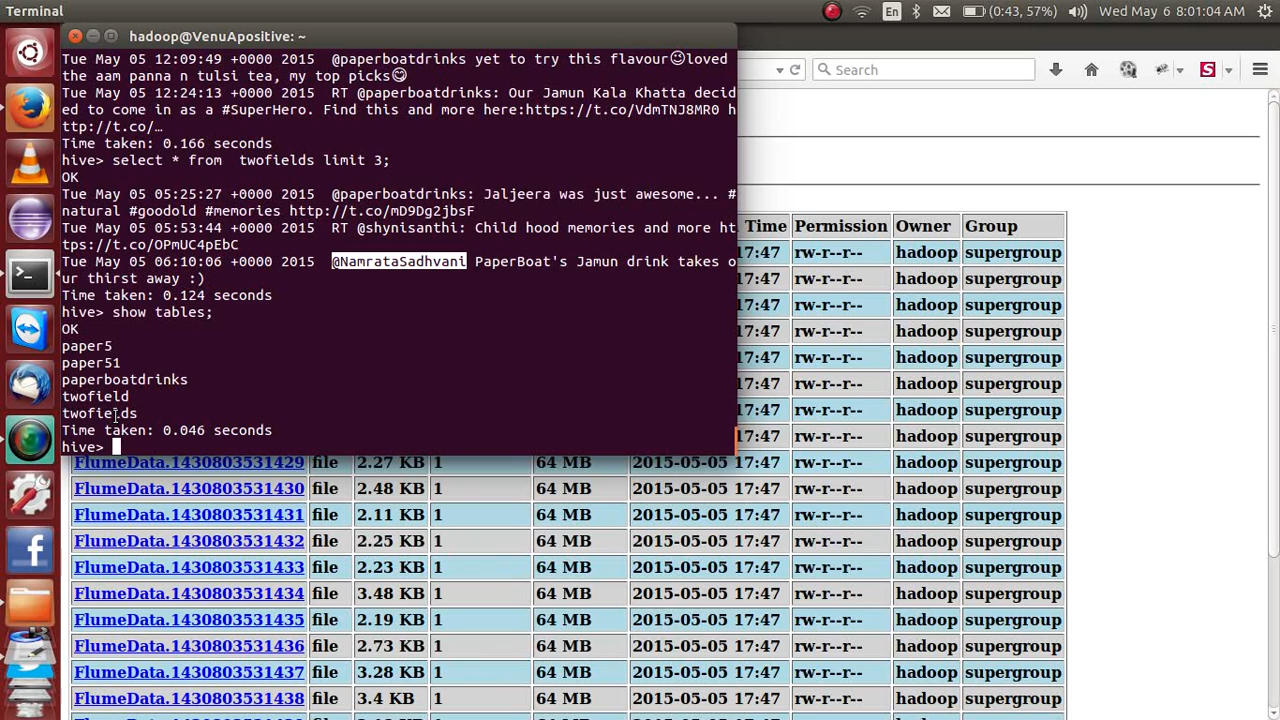 Terminal
En
(0:43, 57%)
Wed May 6 8:01:04 AM
hadoop@VenuApositive: ~
Tue May 05 12:09:49 +0000 2015 @paperboatdrinks yet to try this flavour😉loved
the aam panna n tulsi tea, my top picks😋
Tue May 05 12:24:13 +0000 2015 RT @paperboatdrinks: Our Jamun Kala Khatta decid
ed to come in as a #SuperHero. Find this and more here:https://t.co/VdmTNJ8MR0 h
ttp://t.co/…
Time taken: 0.166 seconds
hive> select * from  twofields limit 3;
OK
Tue May 05 05:25:27 +0000 2015 @paperboatdrinks: Jaljeera was just awesome... #
natural #goodold #memories http://t.co/mD9Dg2jbsF
Tue May 05 05:53:44 +0000 2015 RT @shynisanthi: Child hood memories and more ht
tps://t.co/OPmUC4pEbC
Tue May 05 06:10:06 +0000 2015 @NamrataSadhvani PaperBoat's Jamun drink takes o
ur thirst away :)
Time taken: 0.124 seconds
hive> show tables;
OK
paper5
paper51
paperboatdrinks
twofield
twofields
Time taken: 0.046 seconds
hive>
Search
S
Time Permission Owner Group
17:47 rw-r--r-- hadoop supergroup
17:47 rw-r--r-- hadoop supergroup
17:47 rw-r--r-- hadoop supergroup
17:47 rw-r--r-- hadoop supergroup
17:47 rw-r--r-- hadoop supergroup
17:47 rw-r--r-- hadoop supergroup
17:47 rw-r--r-- hadoop supergroup
17:47 rw-r--r-- hadoop supergroup
FlumeData.1430803531429 file 2.27 KB 1 64 MB 2015-05-05 17:47 rw-r--r-- hadoop supergroup
FlumeData.1430803531430 file 2.48 KB 1 64 MB 2015-05-05 17:47 rw-r--r-- hadoop supergroup
FlumeData.1430803531431 file 2.11 KB 1 64 MB 2015-05-05 17:47 rw-r--r-- hadoop supergroup
FlumeData.1430803531432 file 2.25 KB 1 64 MB 2015-05-05 17:47 rw-r--r-- hadoop supergroup
FlumeData.1430803531433 file 2.23 KB 1 64 MB 2015-05-05 17:47 rw-r--r-- hadoop supergroup
FlumeData.1430803531434 file 3.48 KB 1 64 MB 2015-05-05 17:47 rw-r--r-- hadoop supergroup
FlumeData.1430803531435 file 2.19 KB 1 64 MB 2015-05-05 17:47 rw-r--r-- hadoop supergroup
FlumeData.1430803531436 file 2.73 KB 1 64 MB 2015-05-05 17:47 rw-r--r-- hadoop supergroup
FlumeData.1430803531437 file 3.28 KB 1 64 MB 2015-05-05 17:47 rw-r--r-- hadoop supergroup
FlumeData.1430803531438 file 3.4 KB 1 64 MB 2015-05-05 17:47 rw-r--r-- hadoop supergroup